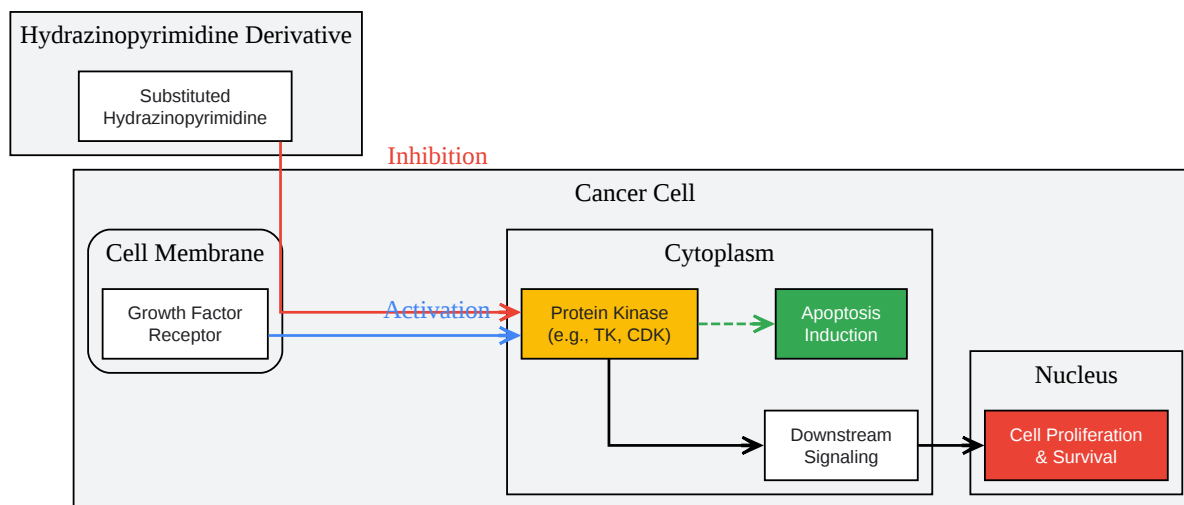 Hydrazinopyrimidine Derivative
Substituted
Hydrazinopyrimidine
Inhibition
Cancer Cell
Cell Membrane
Growth Factor
Receptor
Activation
Cytoplasm
Protein Kinase
(e.g., TK, CDK)
Apoptosis
Induction
Downstream
Signaling
Nucleus
Cell Proliferation
& Survival